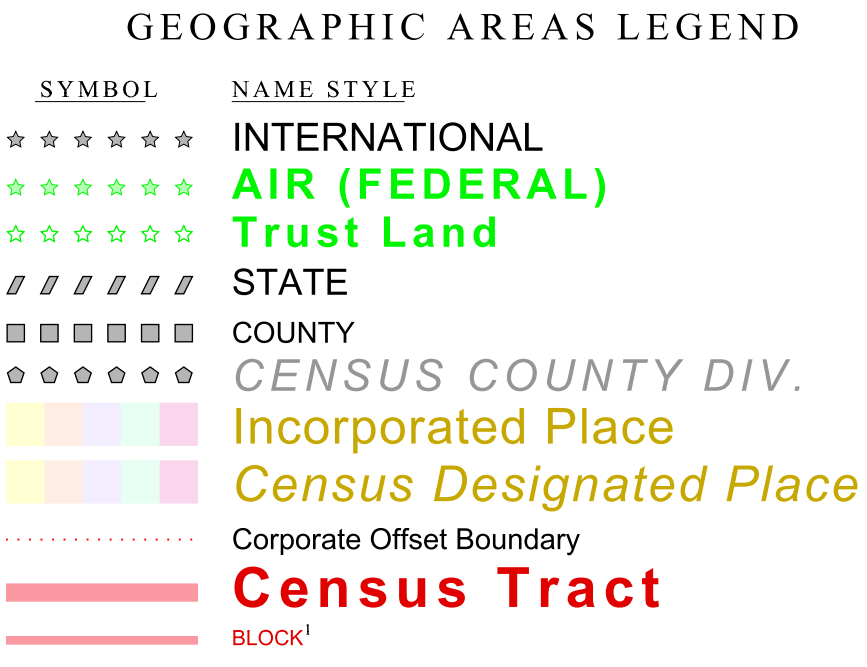 GEOGRAPHIC AREAS LEGEND
SYMBOL NAME STYLE
INTERNATIONAL
AIR (FEDERAL)
Trust Land
STATE
COUNTY
CENSUS COUNTY DIV.
Incorporated Place
Census Designated Place
Corporate Offset Boundary
Census Tract
BLOCK¹